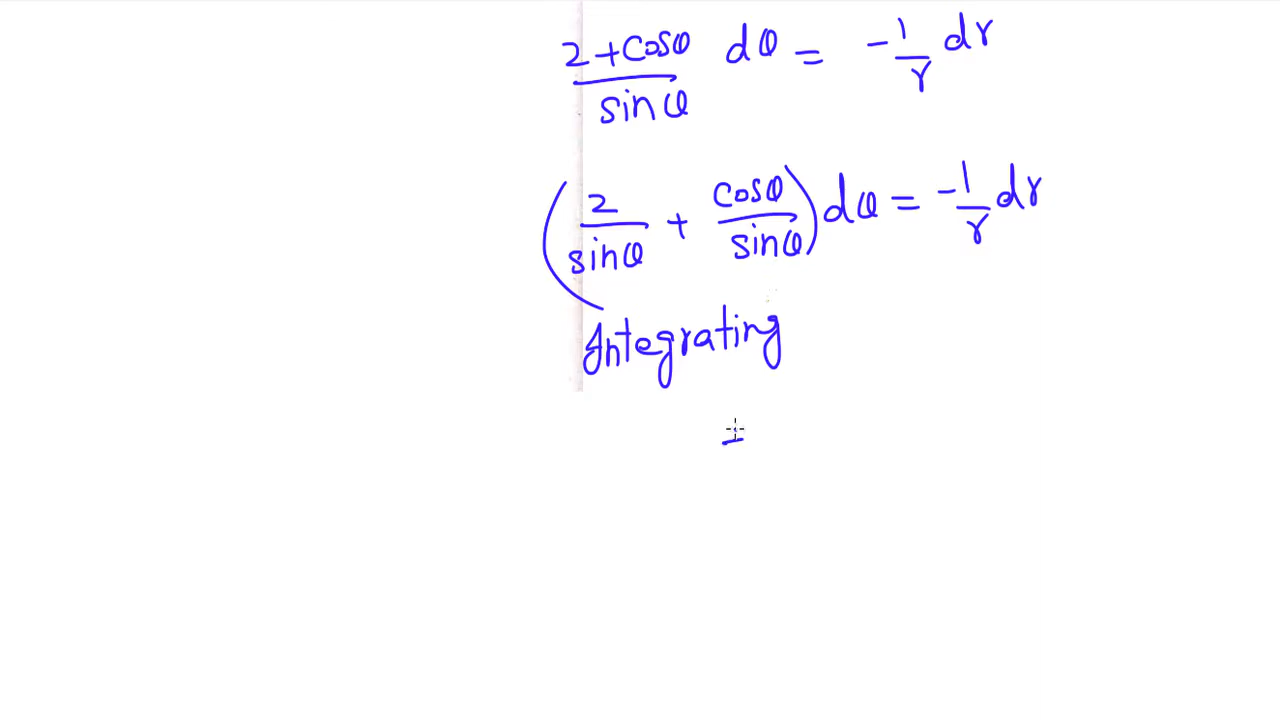 (2+cosθ)/sinθ dθ = -1/r dr
(2/sinθ + cosθ/sinθ) dθ = -1/r dr
Integrating